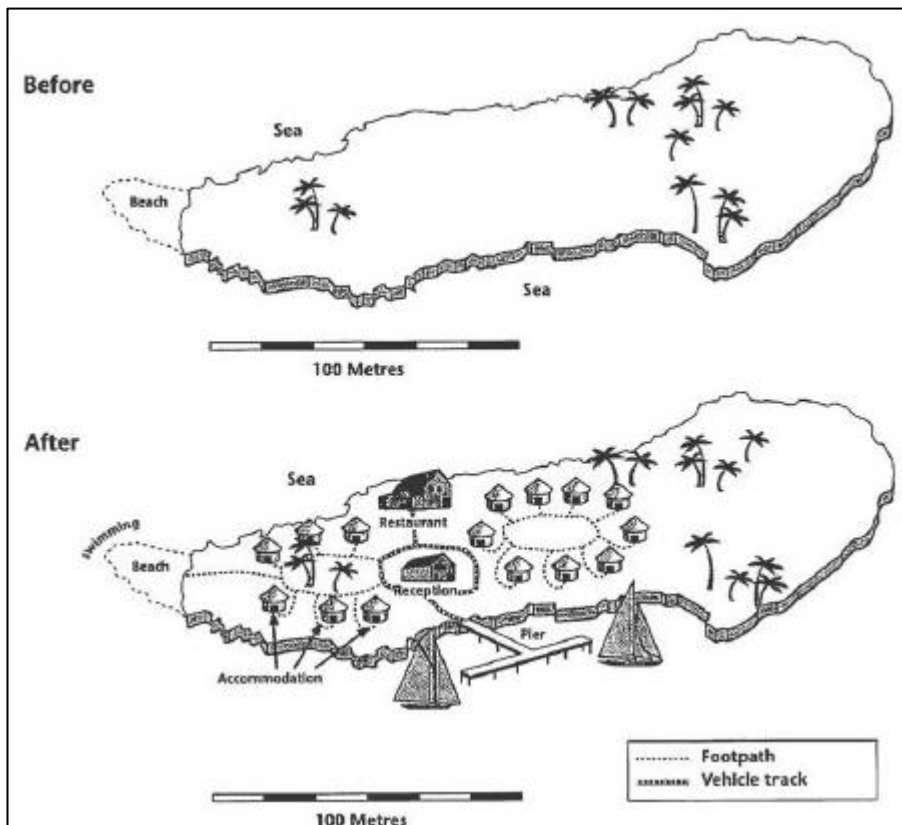 Before
Sea
Beach
Sea
100 Metres
After
Sea
swimming
Restaurant
Beach
Reception
Pier
Accommodation
Footpath
Vehicle track
100 Metres